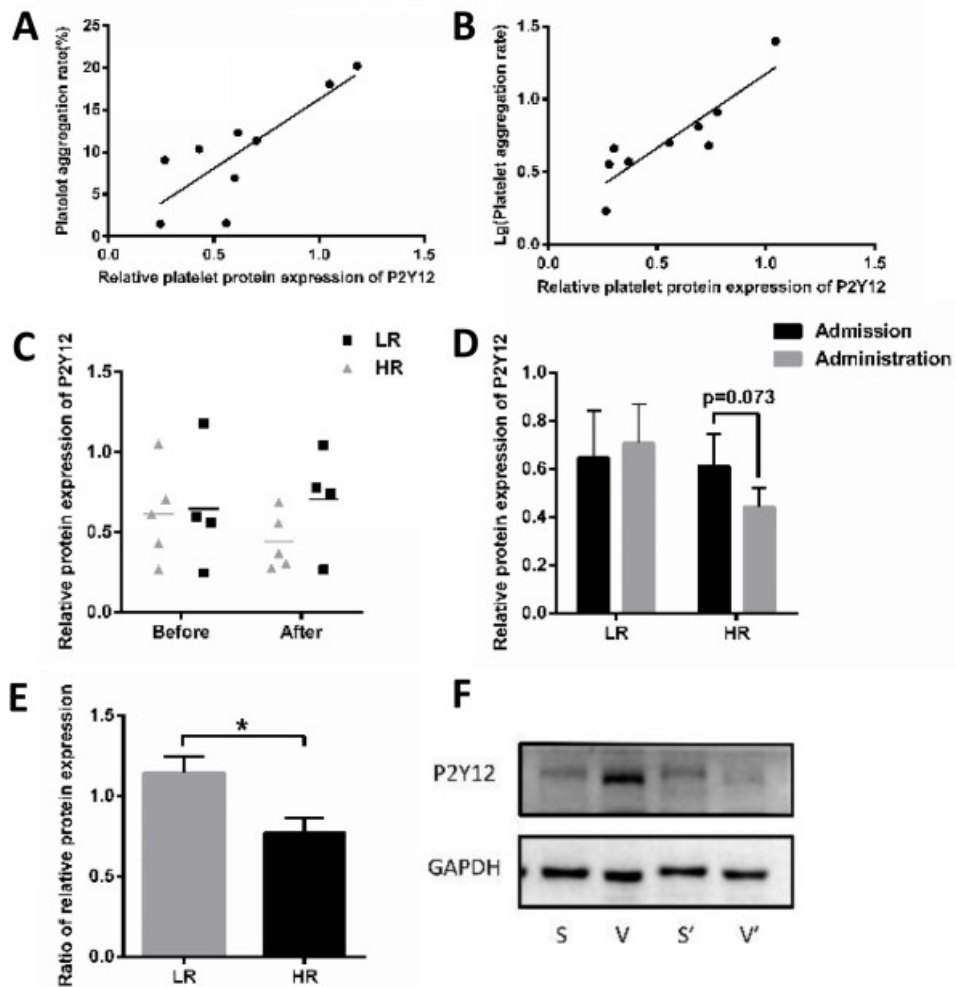 A
Platelet aggregation rate(%)
25
20
15
10
5
0
0.0 0.5 1.0 1.5
Relative platelet protein expression of P2Y12
B
Lg(Platelet aggregation rate)
1.5
1.0
0.5
0.0
0.0 0.5 1.0 1.5
Relative platelet protein expression of P2Y12
C
LR
HR
Relative protein expression of P2Y12
1.5
1.0
0.5
0.0
Before After
D
Admission
Administration
Relative protein expression of P2Y12
0.8
0.6
0.4
0.2
0.0
p=0.073
LR HR
E
Ratio of relative protein expression
1.5
1.0
0.5
0.0
*
LR HR
F
P2Y12
GAPDH
S V S' V'